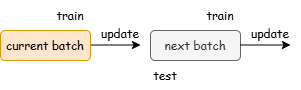 train
train
update
update
current batch
next batch
test